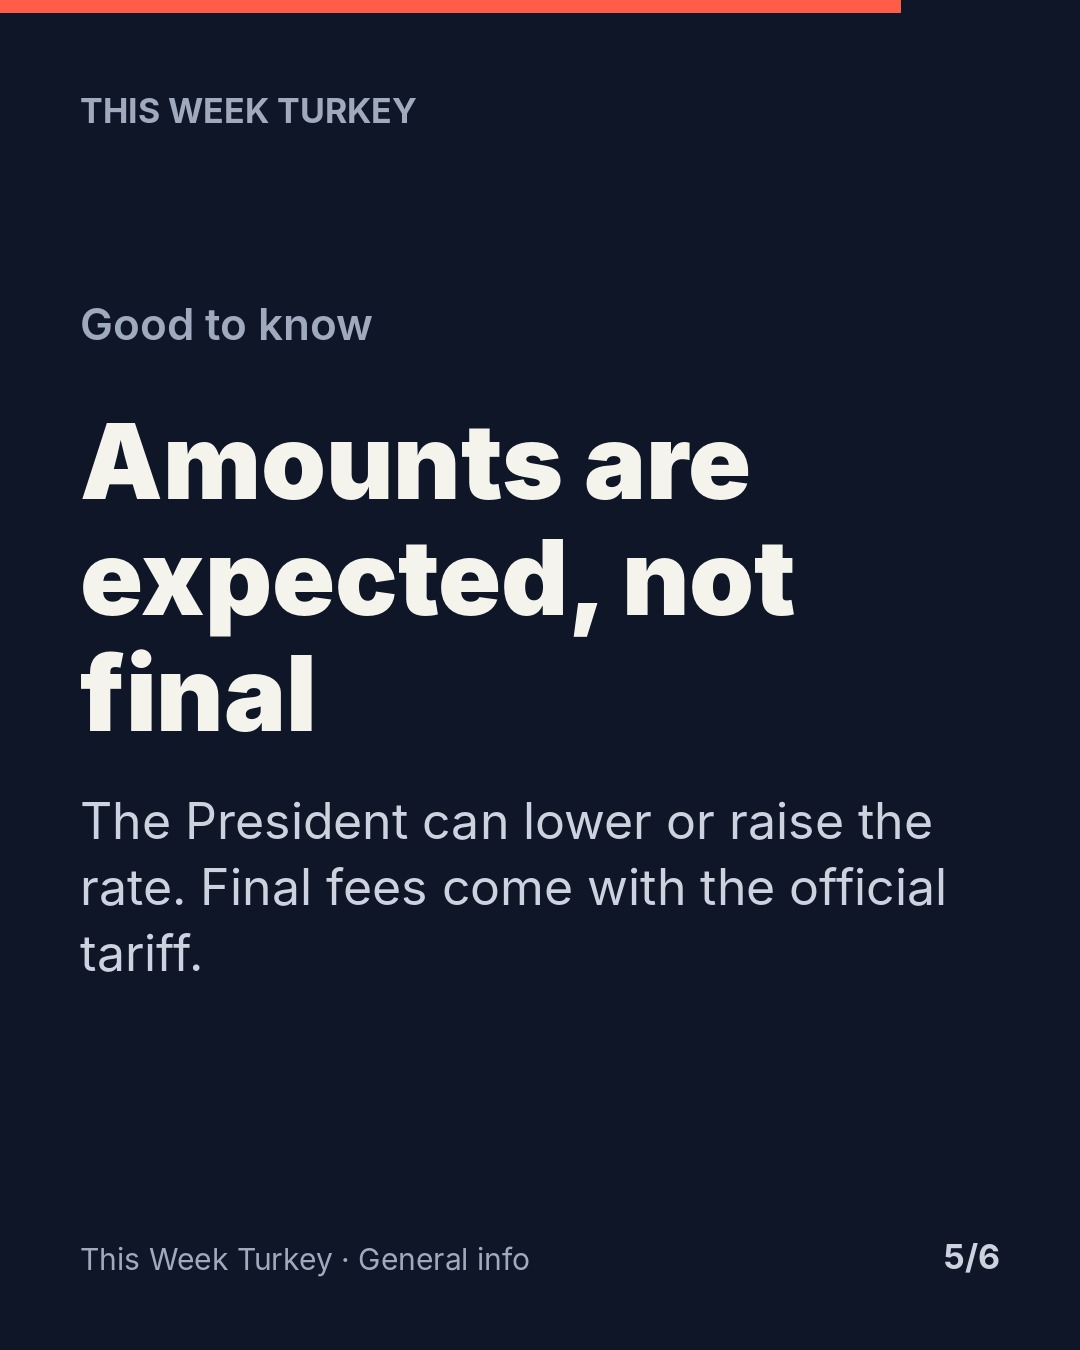 THIS WEEK TURKEY
Good to know
Amounts are
expected, not
final
The President can lower or raise the
rate. Final fees come with the official
tariff.
This Week Turkey · General info
5/6